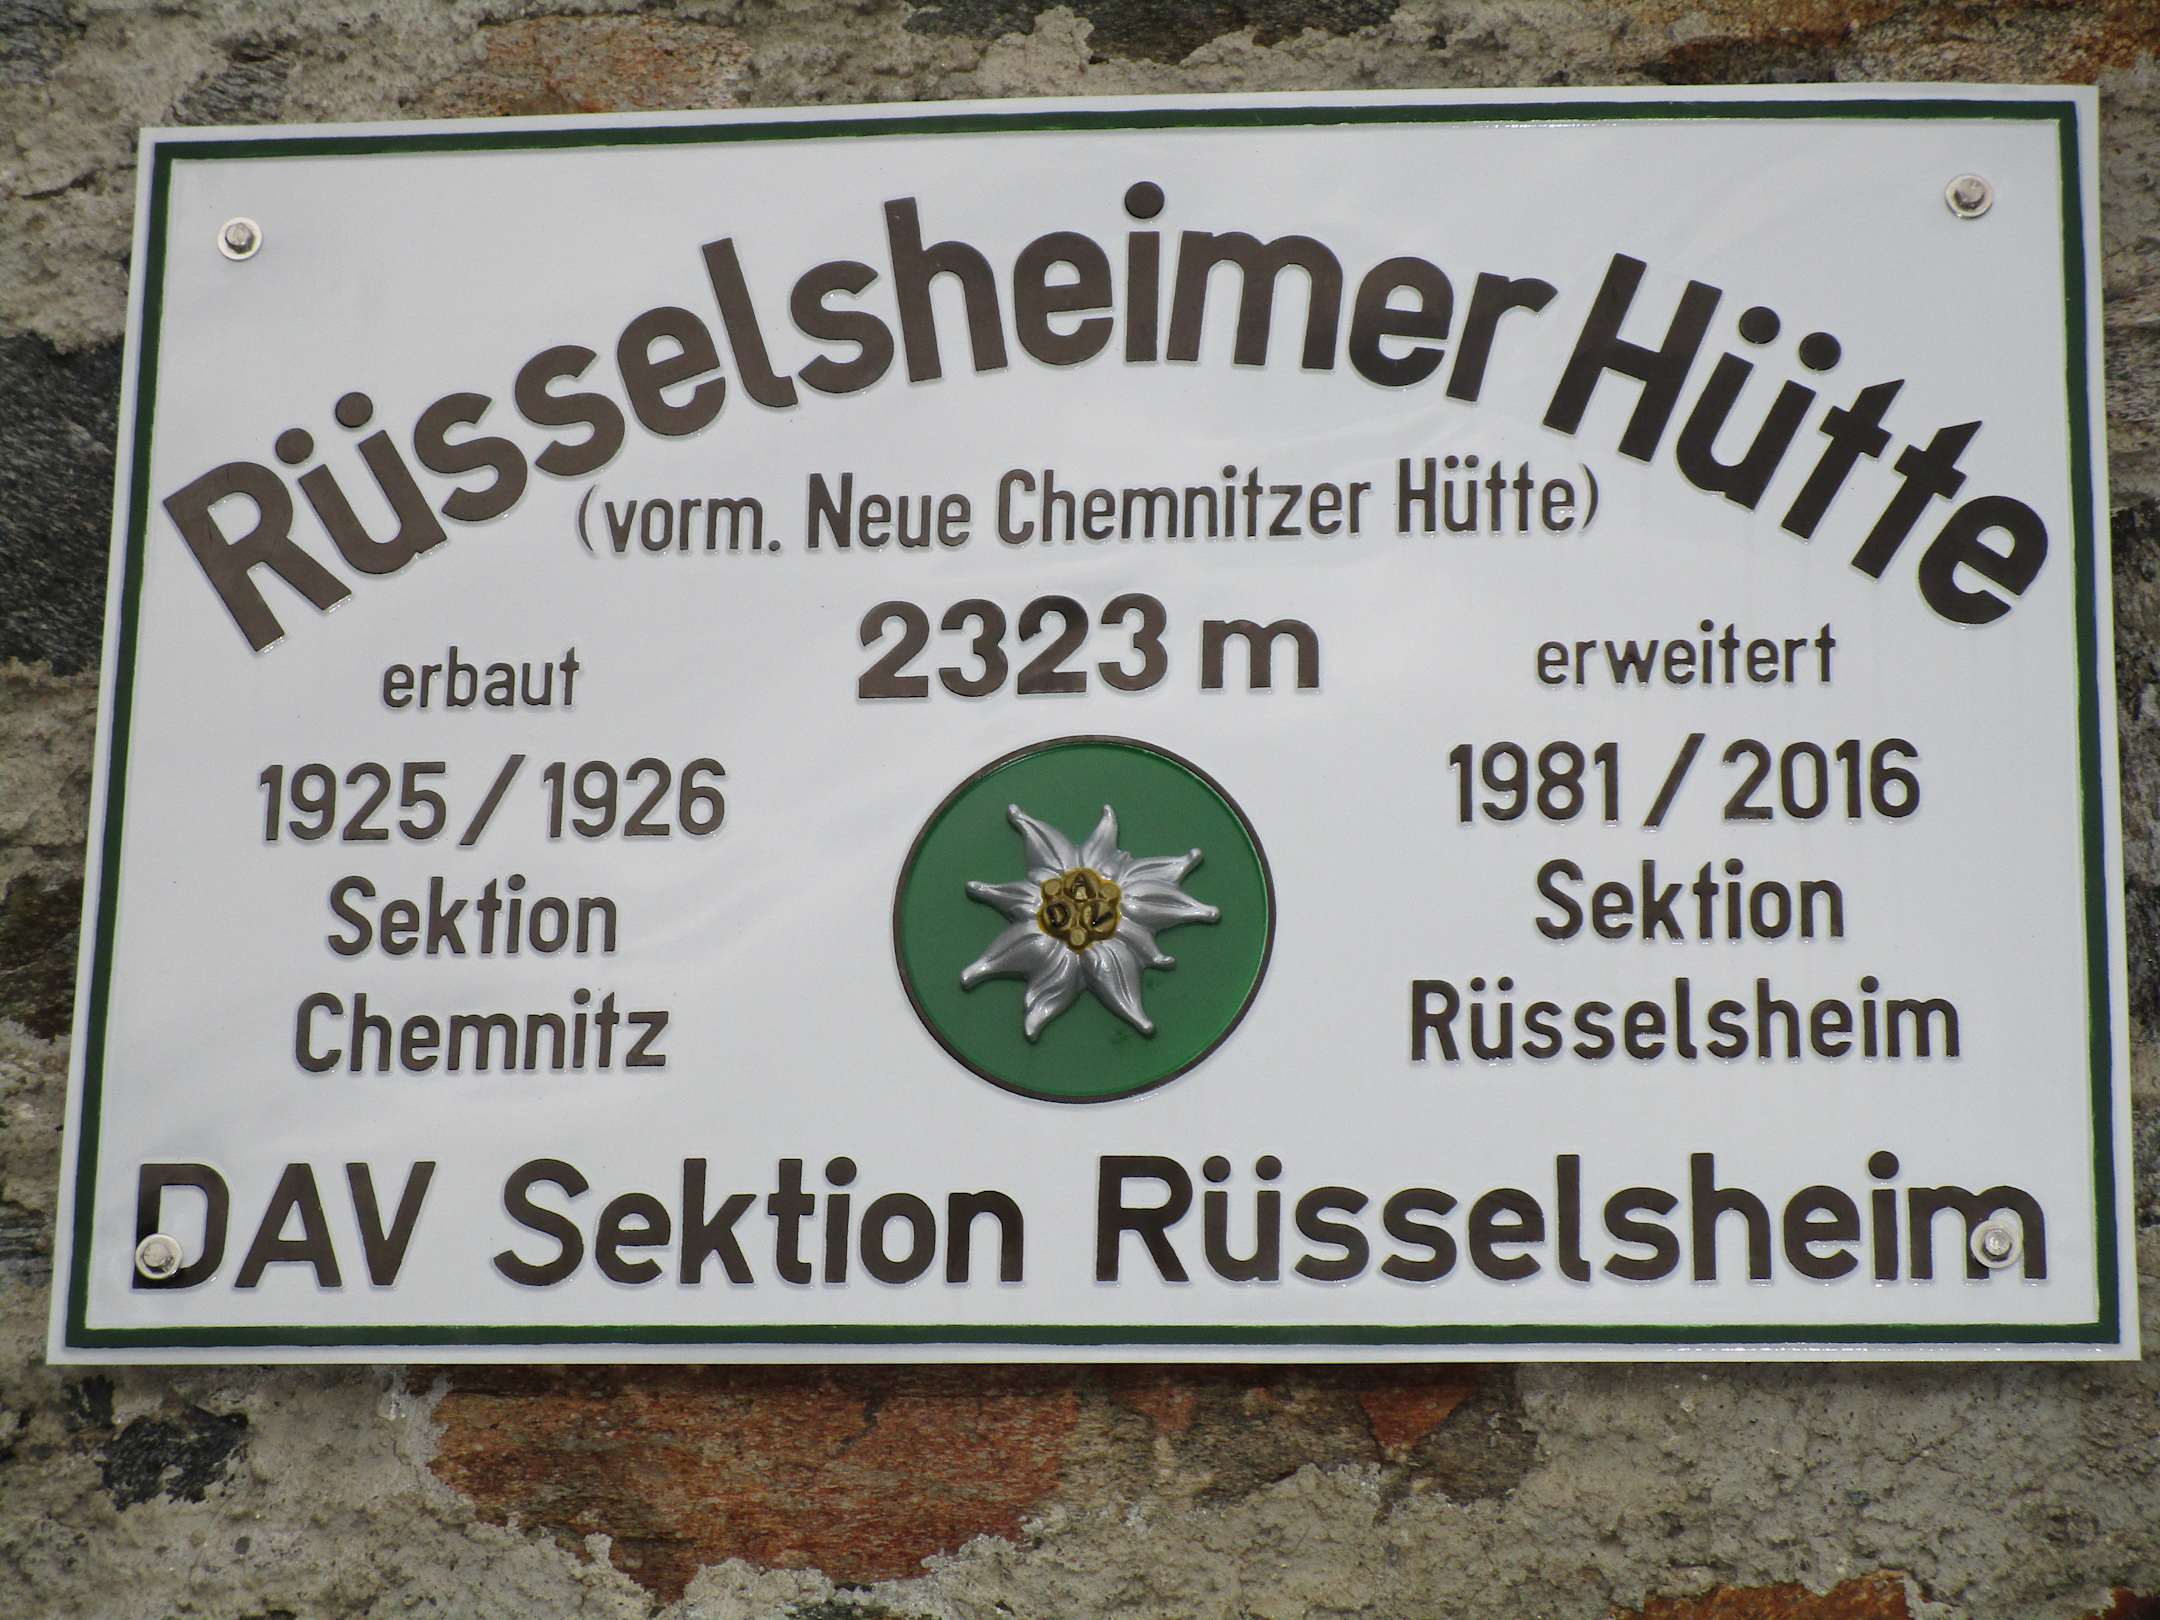 Rüsselsheimer Hütte
(vorm. Neue Chemnitzer Hütte)
2323 m
erbaut
1925 / 1926
Sektion
Chemnitz
A
D V
erweitert
1981 / 2016
Sektion
Rüsselsheim
DAV Sektion Rüsselsheim